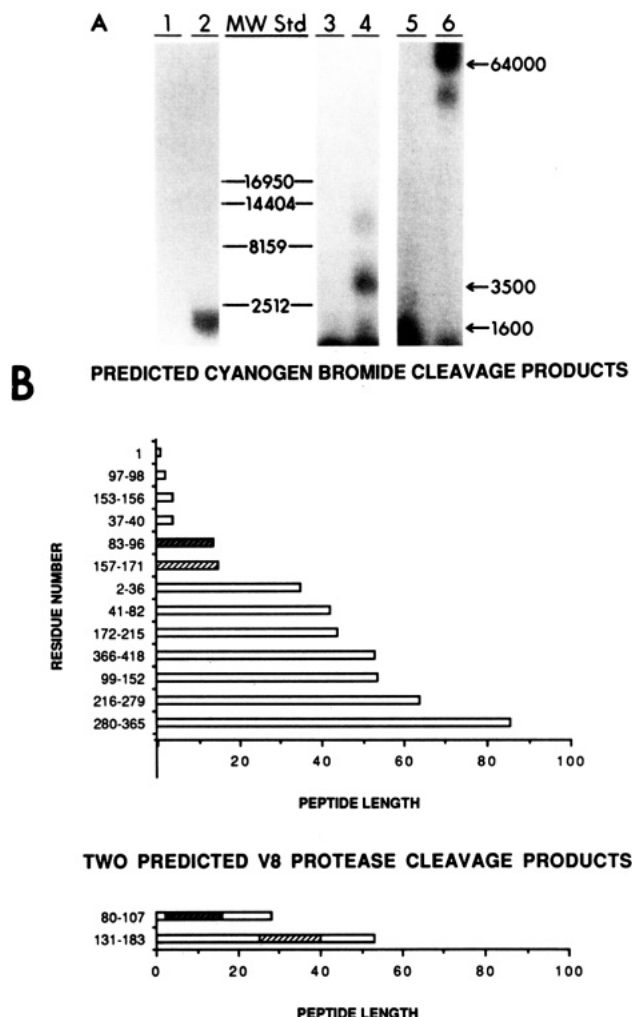 A 1 2 MW Std 3 4 5 6
64000
16950
14404
8159
3500
2512
1600
B PREDICTED CYANOGEN BROMIDE CLEAVAGE PRODUCTS
RESIDUE NUMBER
1
97-98
153-156
37-40
83-96
157-171
2-36
41-82
172-215
366-418
99-152
216-279
280-365
20 40 60 80 100
PEPTIDE LENGTH
TWO PREDICTED V8 PROTEASE CLEAVAGE PRODUCTS
80-107
131-183
0 20 40 60 80 100
PEPTIDE LENGTH